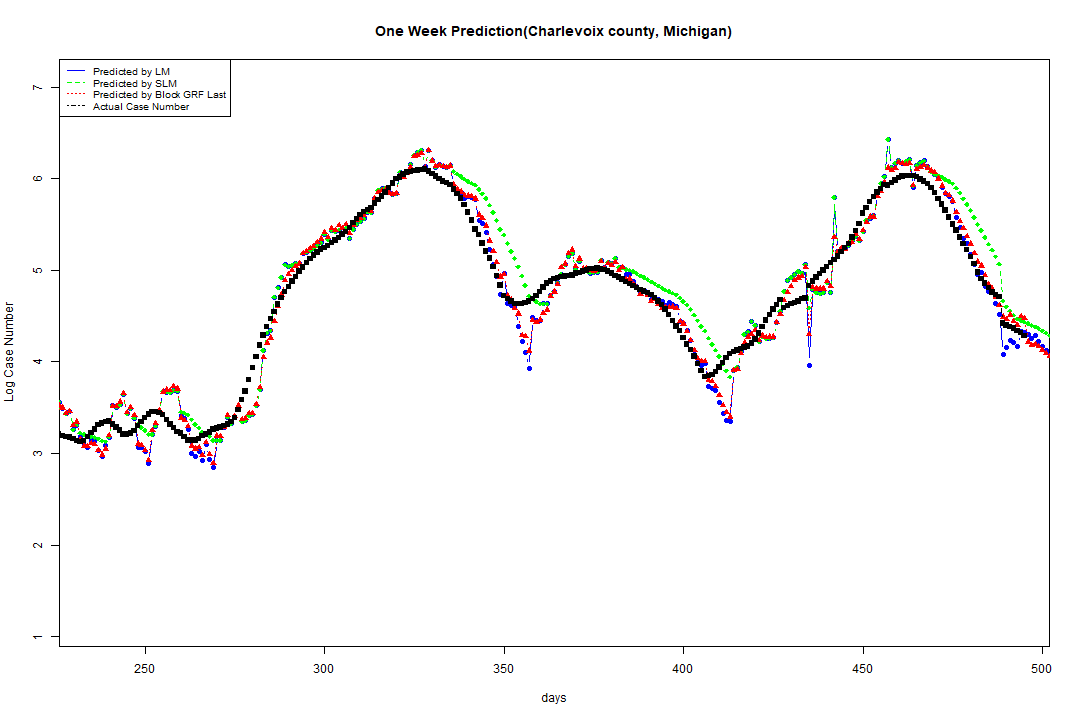 One Week Prediction(Charlevoix county, Michigan)
Predicted by LM
Predicted by SLM
Predicted by Block GRF Last
Actual Case Number
7
6
5
4
3
2
1
Log Case Number
250
300
350
400
450
500
days